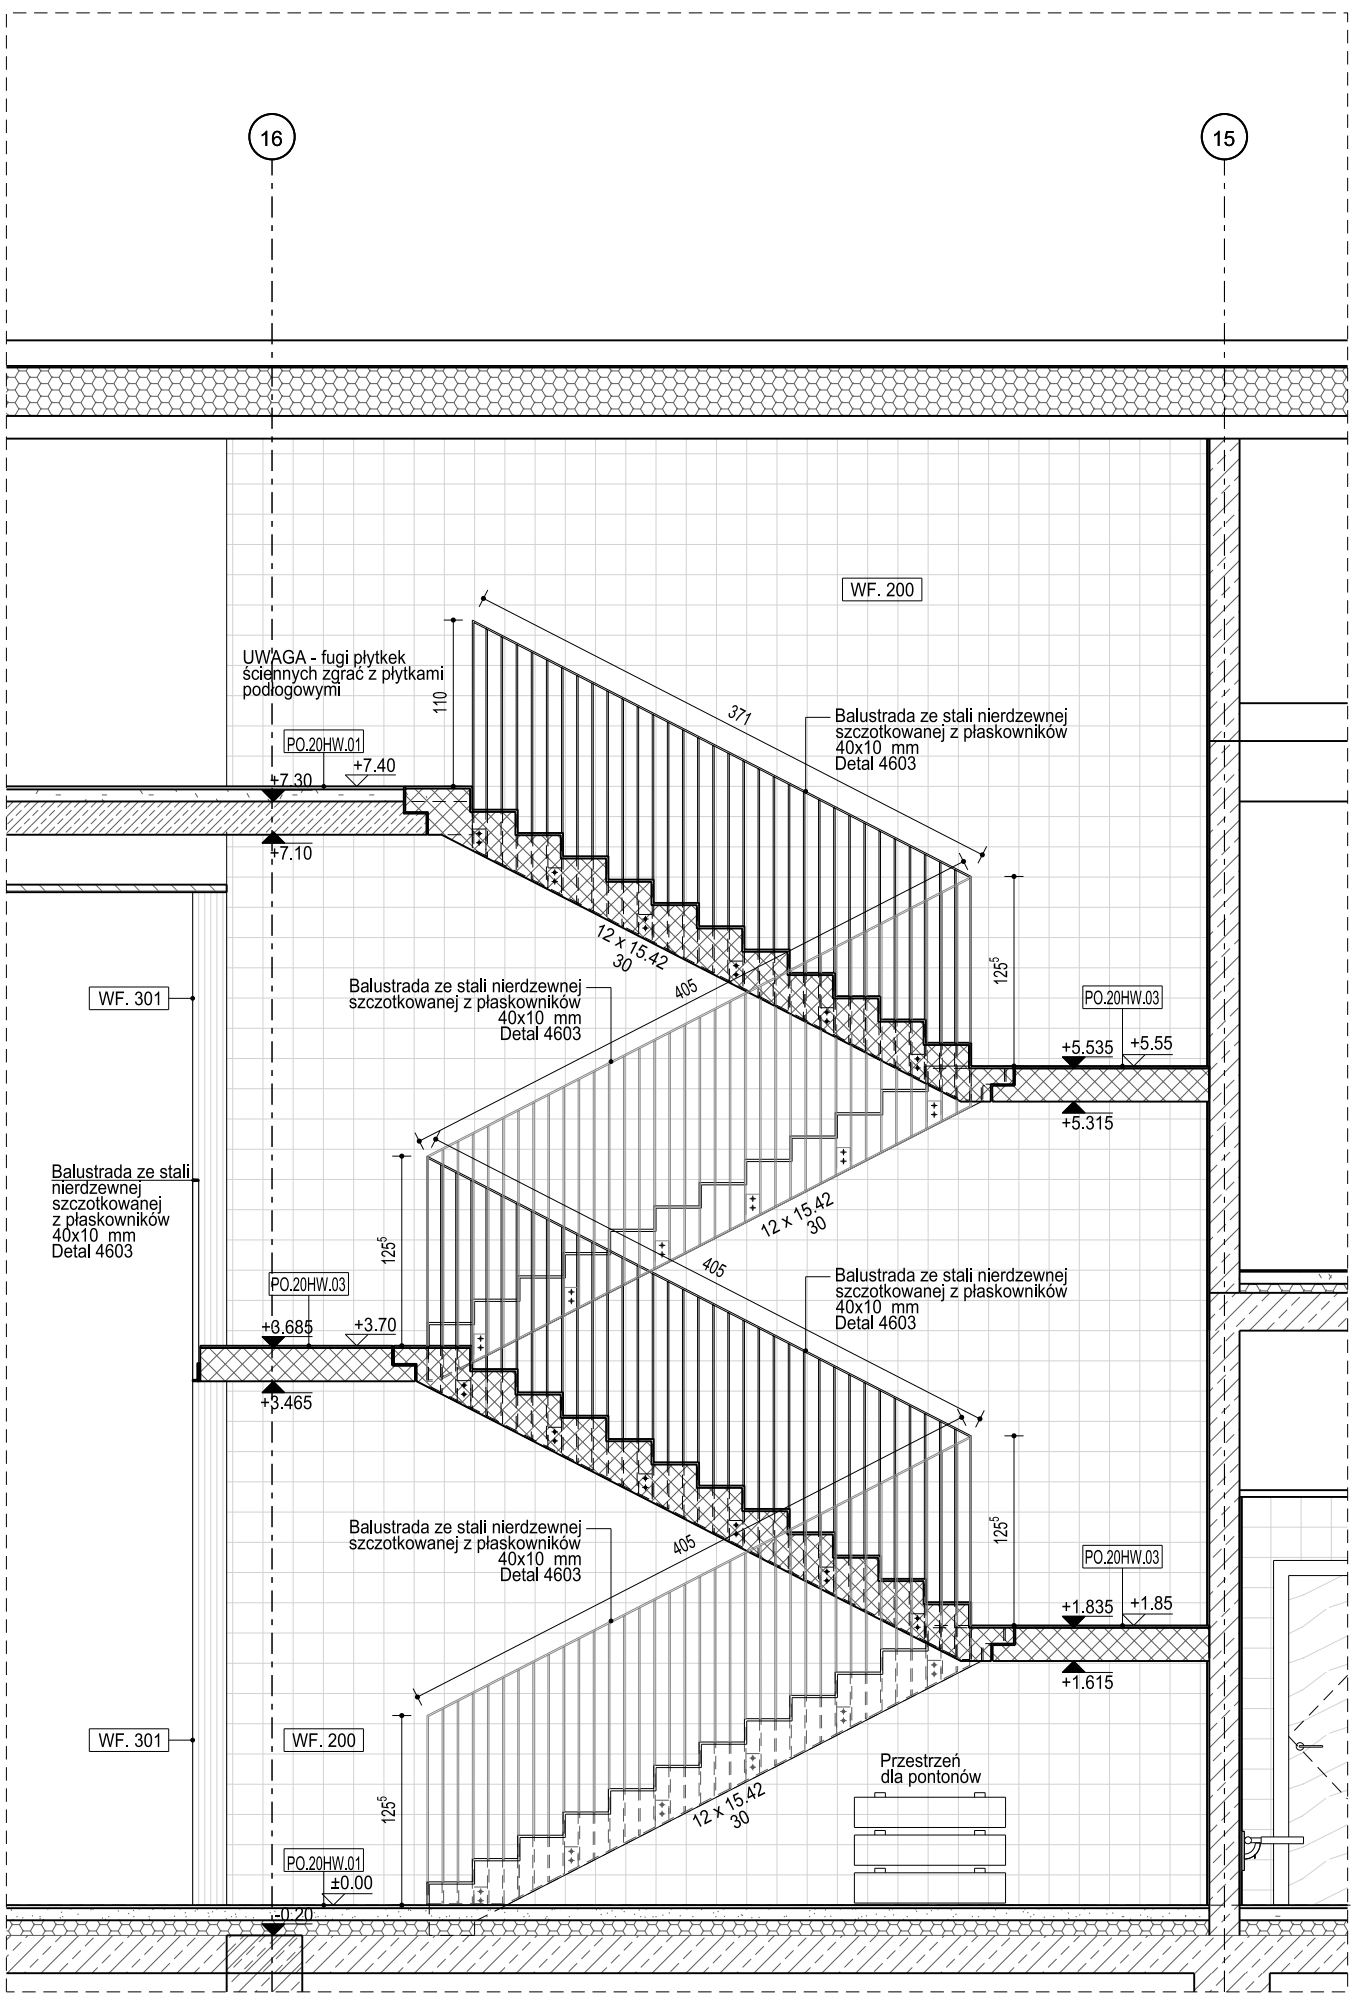 16
15
WF. 200
UWAGA - fugi płytkek
ściennych zgrać z płytkami
podłogowymi
110
371
Balustrada ze stali nierdzewnej
szczotkowanej z płaskowników
40x10 mm
Detal 4603
PO.20HW.01
+7.40
+7.30
+7.10
12 x 15.42
30
125⁵
Balustrada ze stali nierdzewnej
szczotkowanej z płaskowników
40x10 mm
Detal 4603
405
WF. 301
PO.20HW.03
+5.535
+5.55
+5.315
Balustrada ze stali
nierdzewnej
szczotkowanej
z płaskowników
40x10 mm
Detal 4603
125⁵
12 x 15.42
30
405
PO.20HW.03
Balustrada ze stali nierdzewnej
szczotkowanej z płaskowników
40x10 mm
Detal 4603
+3.685
+3.70
+3.465
Balustrada ze stali nierdzewnej
szczotkowanej z płaskowników
40x10 mm
Detal 4603
405
125⁵
PO.20HW.03
+1.835
+1.85
+1.615
WF. 301
WF. 200
Przestrzeń
dla pontonów
125⁵
12 x 15.42
30
PO.20HW.01
±0.00
-0.20